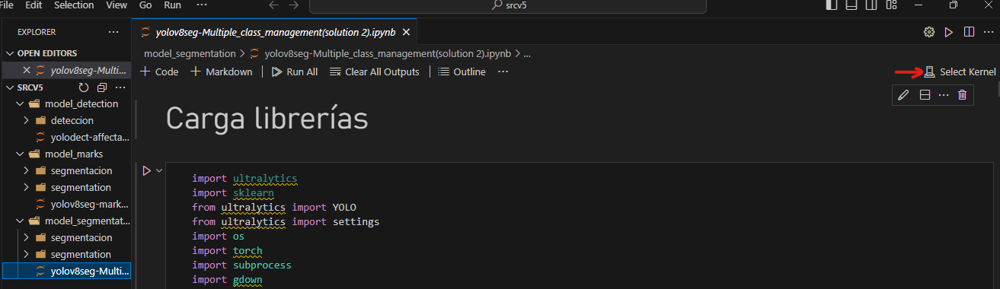 File Edit Selection View Go Run ··· srcv5
EXPLORER ···
OPEN EDITORS
yolov8seg-Multi...
SRCV5 ···
model_detection
deteccion
yolodect-affecta...
model_marks
segmentacion
segmentation
yolov8seg-mark...
model_segmentat...
segmentacion
segmentation
yolov8seg-Multi...
yolov8seg-Multiple_class_management(solution 2).ipynb
model_segmentation > yolov8seg-Multiple_class_management(solution 2).ipynb > ...
+ Code + Markdown Run All Clear All Outputs Outline ··· Select Kernel
Carga librerías
import ultralytics
import sklearn
from ultralytics import YOLO
from ultralytics import settings
import os
import torch
import subprocess
import gdown